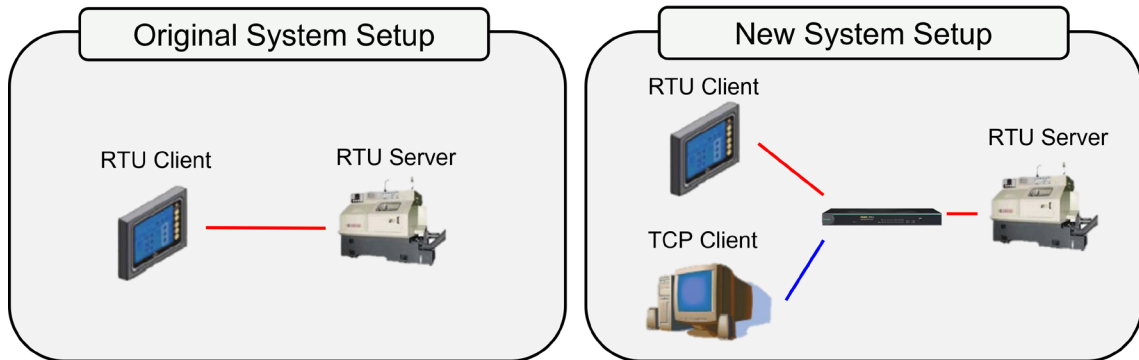 Original System Setup
RTU Client
RTU Server
New System Setup
RTU Client
RTU Server
TCP Client